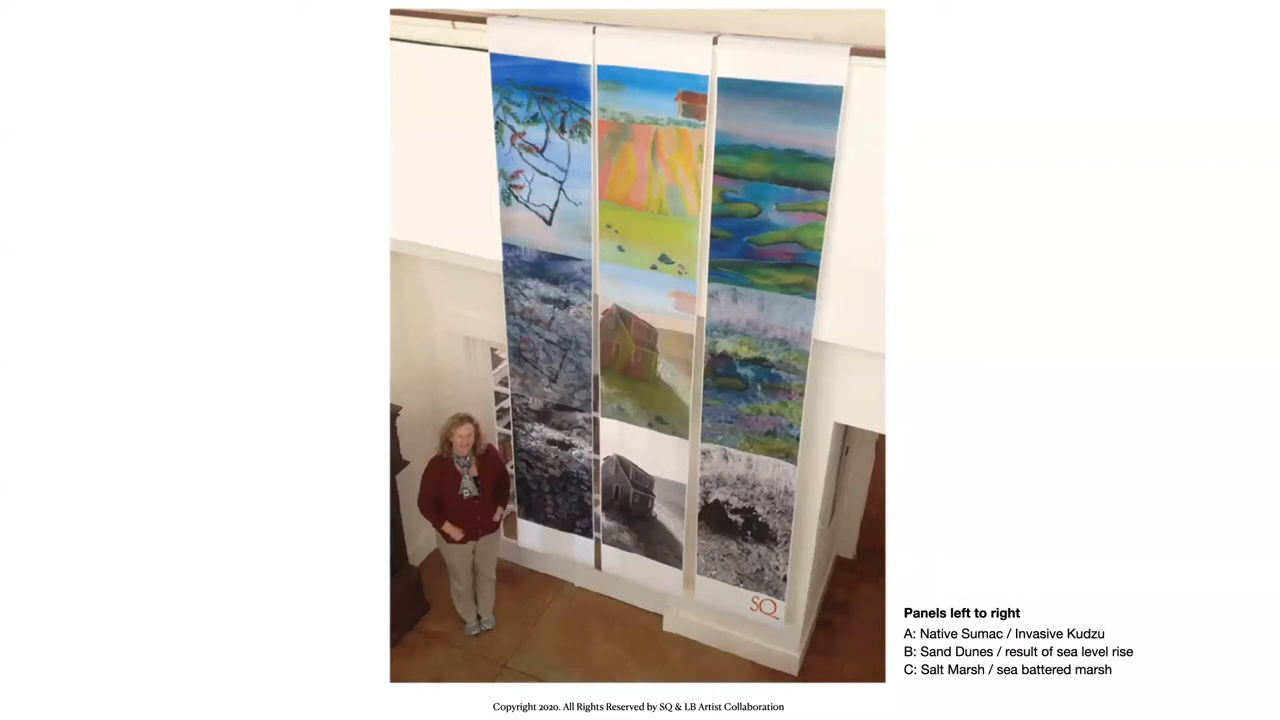 SQ
Panels left to right
A: Native Sumac / Invasive Kudzu
B: Sand Dunes / result of sea level rise
C: Salt Marsh / sea battered marsh
Copyright 2020. All Rights Reserved by SQ & LB Artist Collaboration